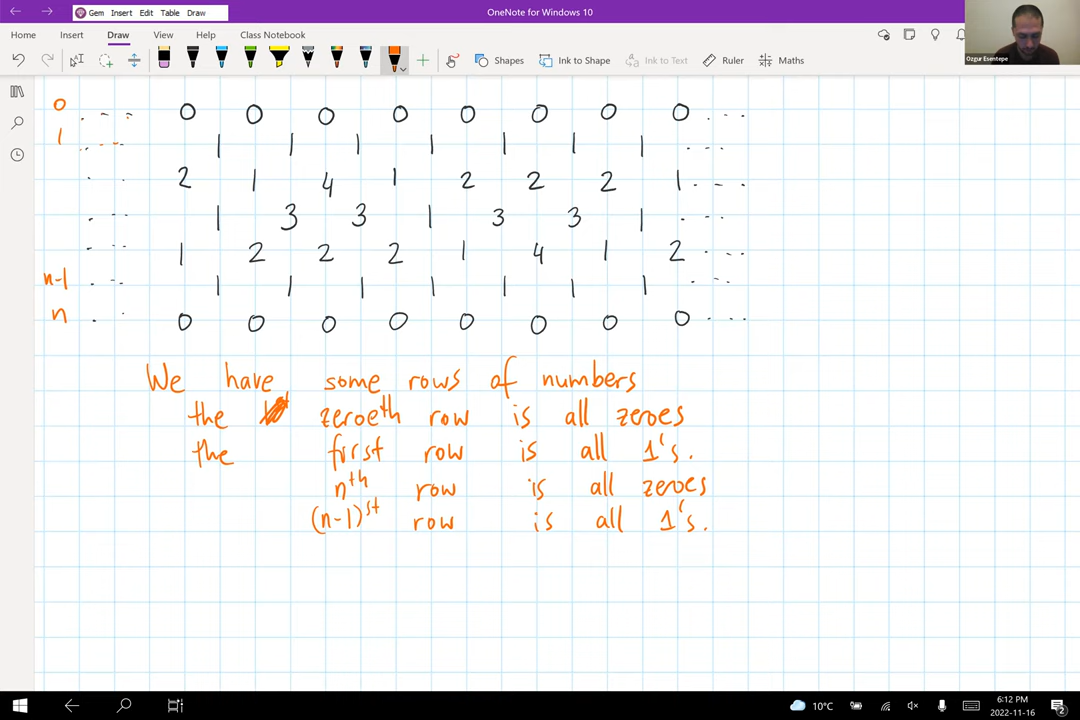 Gem Insert Edit Table Draw
OneNote for Windows 10
Home Insert Draw View Help Class Notebook
Shapes Ink to Shape Ink to Text Ruler Maths
Ozgur Esentepe
0 . - - - 0 0 0 0 0 0 0 0 . - - .
1 . . - - - . 1 1 1 1 1 1 1 . - - .
. - . 2 1 4 1 2 2 2 1 . - - .
. - - . 1 3 3 1 3 3 1 . - - .
- - - . 1 2 2 2 1 4 1 2 . - - .
n-1 . - - . 1 1 1 1 1 1 1 . - - .
n . - . 0 0 0 0 0 0 0 0 . - - .
We have some rows of numbers
the zeroeth row is all zeroes
the first row is all 1's.
nth row is all zeroes
(n-1)st row is all 1's.
10°C
6:12 PM
2022-11-16
2